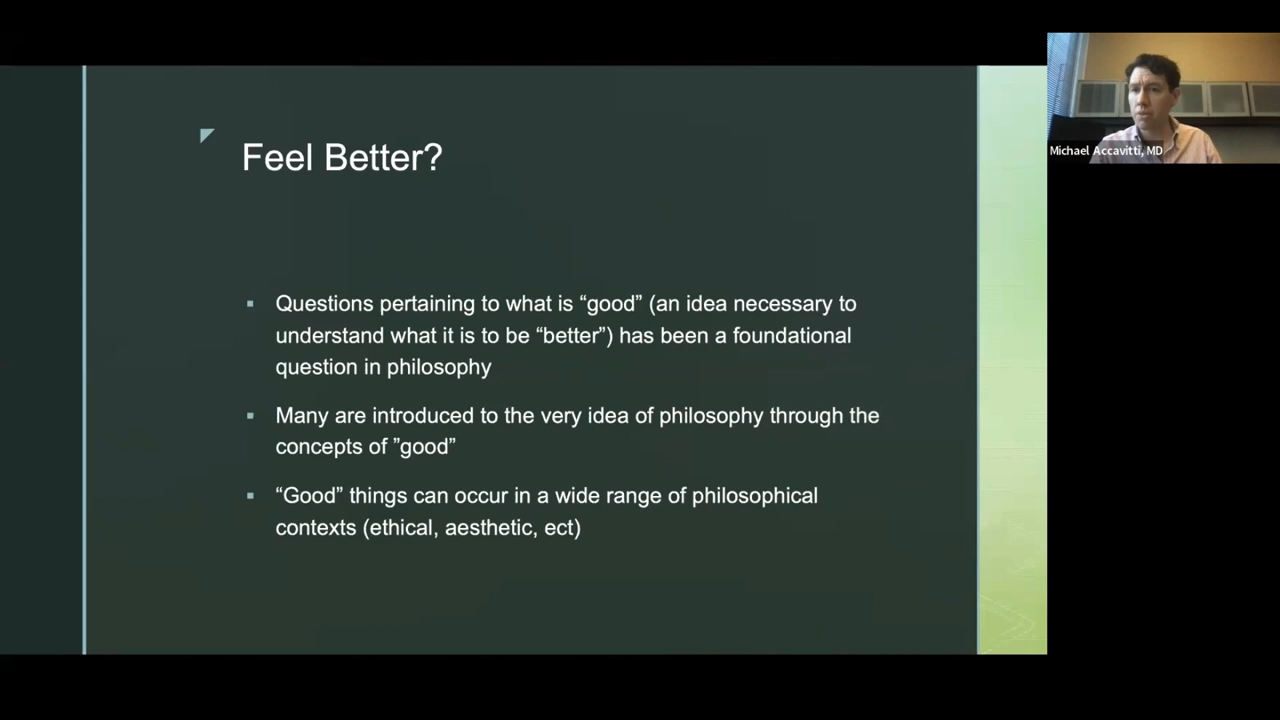 Feel Better?
▪ Questions pertaining to what is “good” (an idea necessary to
understand what it is to be “better”) has been a foundational
question in philosophy
▪ Many are introduced to the very idea of philosophy through the
concepts of ”good”
▪ “Good” things can occur in a wide range of philosophical
contexts (ethical, aesthetic, ect)
Michael Accavitti, MD